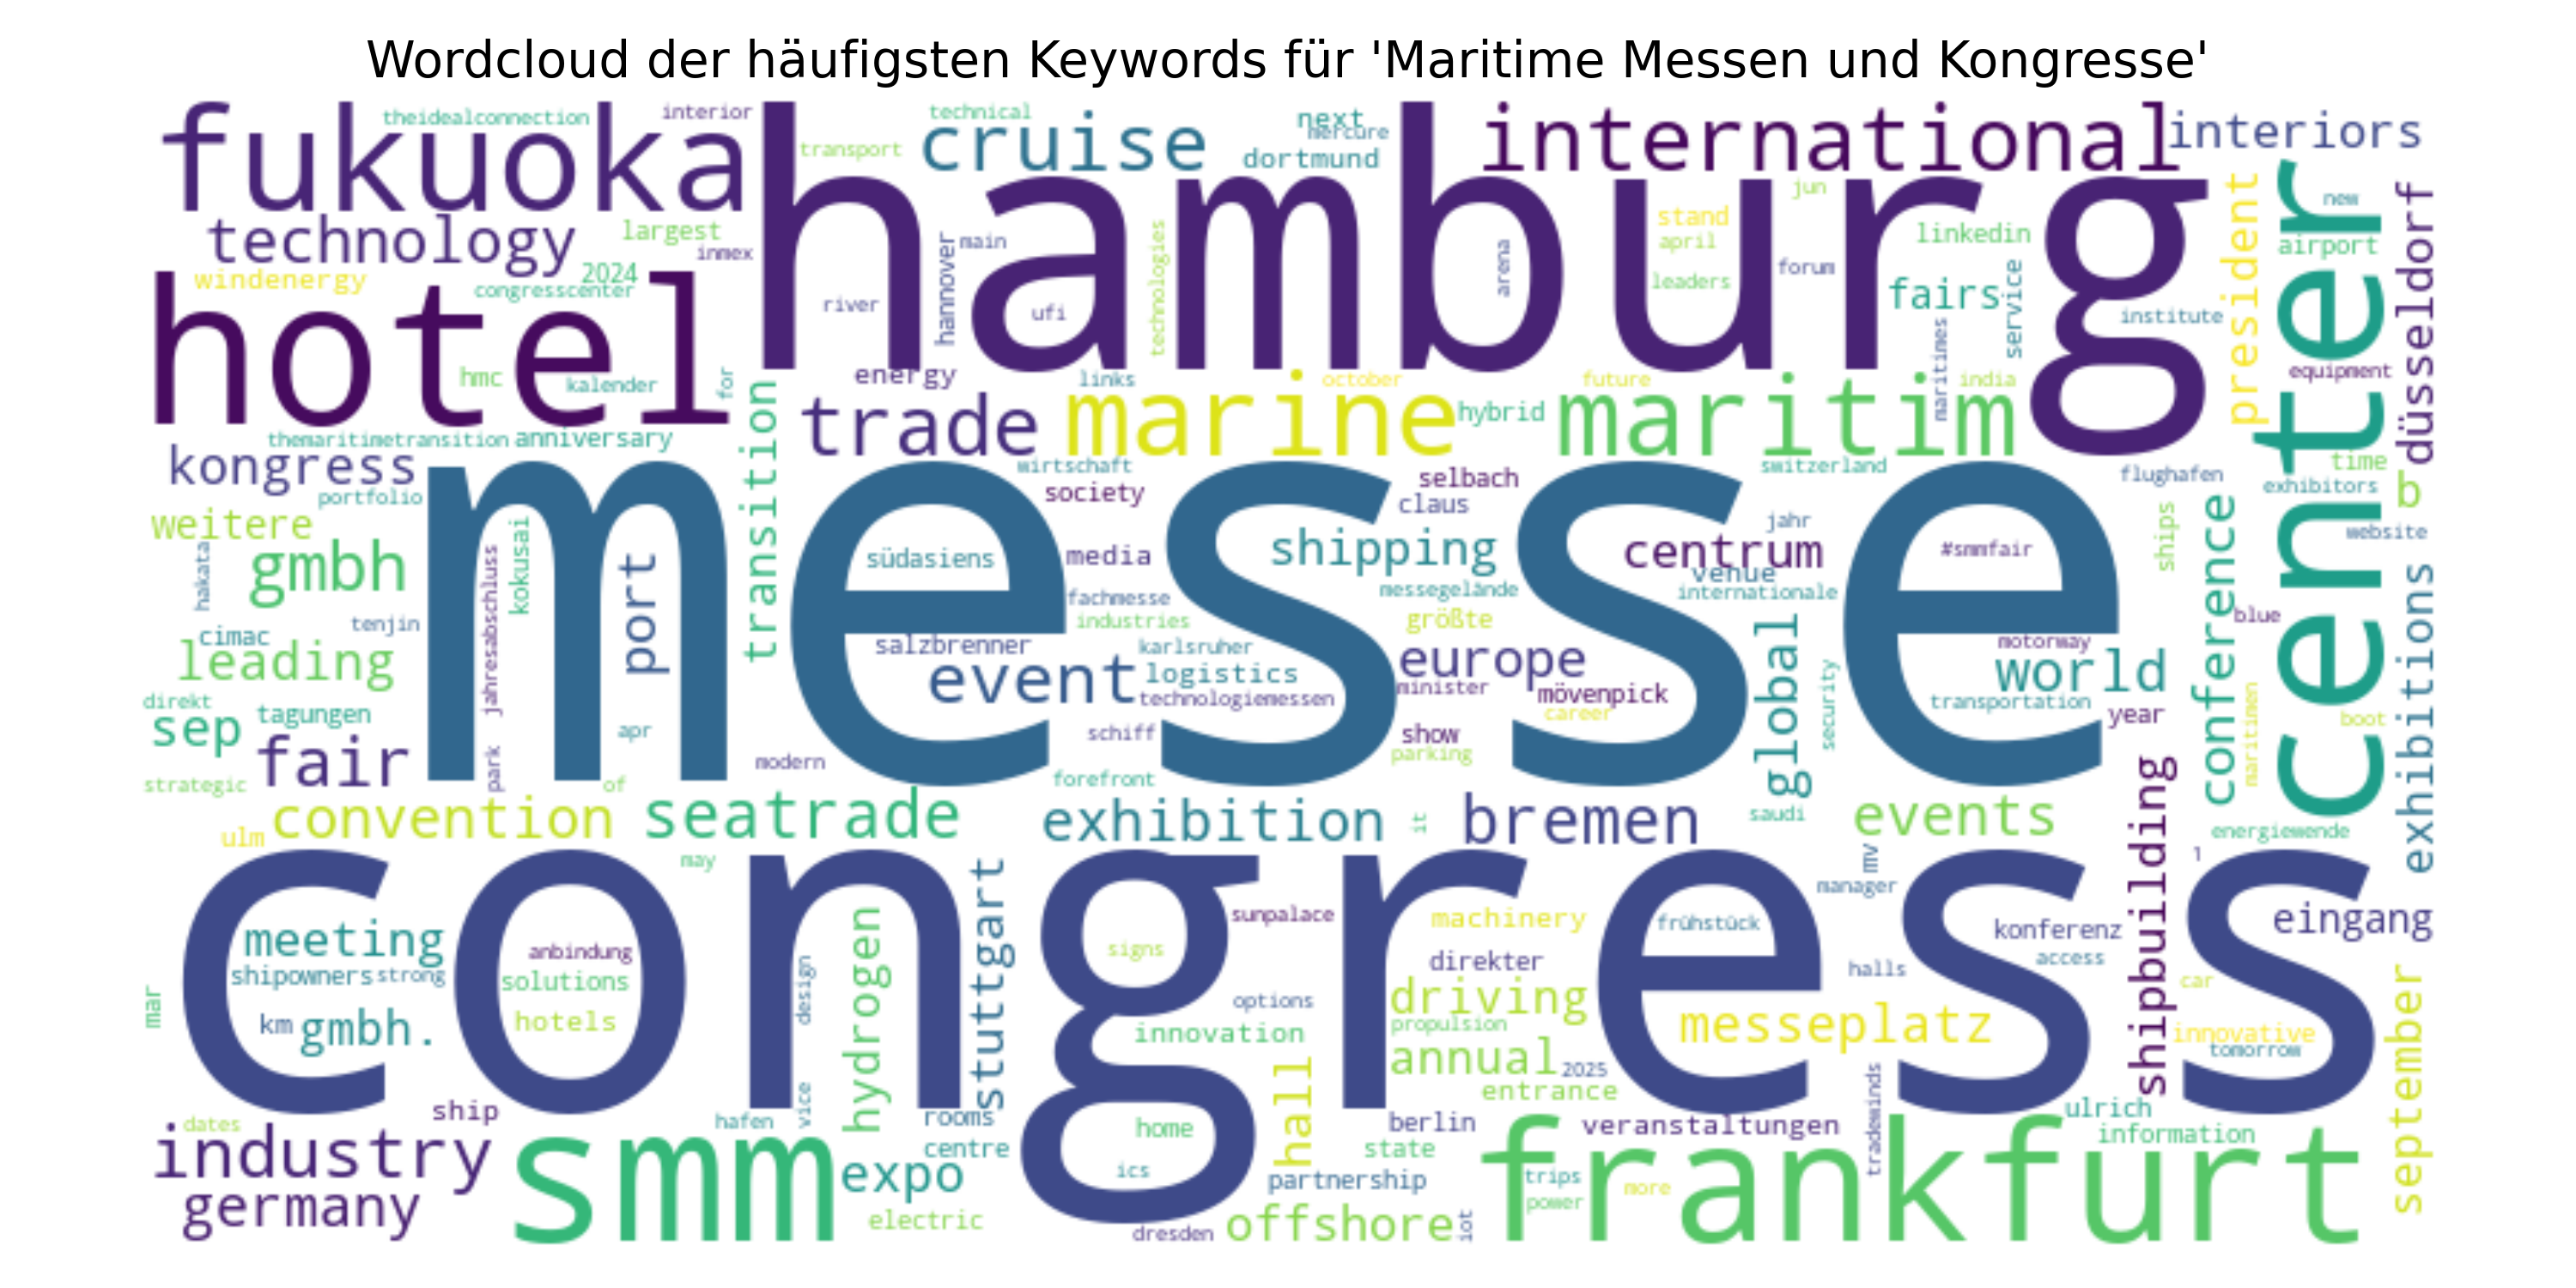 Wordcloud der häufigsten Keywords für 'Maritime Messen und Kongresse'
theidealconnection interior technical next mercure
fukuoka hamburg cruise transport dortmund international interiors
technology largest inmex main technologies arena stand april jun linkedin new airport
windenergy 2024 congresscenter hannover river ufi leaders forum fairs service president düsseldorf
hotel hmc kalender for energy links october future maritimes india institute equipment center
themaritimetransition anniversary transition trade marine hybrid maritim
kongress portfolio wirtschaft society selbach claus switzerland flughafen time exhibitors b
weitere messe jahr website
hakata gmbh jahresabschluss kokusai port südasiens media shipping centrum venue #smmfair ships conference exhibitions
fachmesse messegelände internationale
cimac tenjin industries größte global blue
leading salzbrenner karlsruher europe motorway world
event logistics minister mövenpick security transportation maritimen
direkt sep tagungen technologiemessen career year boot
fair park apr modern schiff show parking
strategic of forefront saudi shipbuilding
ulm convention seatrade exhibition it bremen events energiewende
may mv 1
congress stuttgart manager
meeting anbindung hydrogen sunpalace machinery frühstück konferenz eingang
shipowners strong solutions design signs direkter halls access car september
mar km gmbh. hotels innovation options driving propulsion messeplatz innovative tomorrow
annual 2025 entrance tradewinds
dates ship hafen vice rooms hall berlin veranstaltungen ulrich
industry smm centre home state information
expo ics partnership trips more frankfurt
germany electric dresden offshore iot power